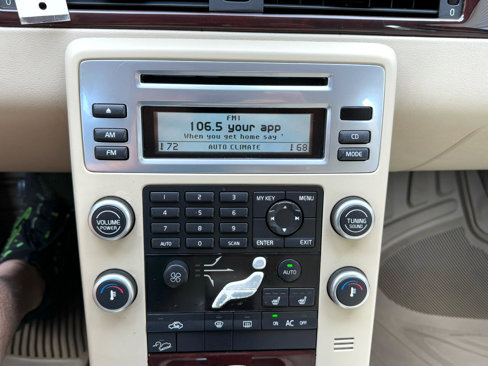 0
0
FM1
106.5 your app
When you get home say '
72 AUTO CLIMATE 68
AM
FM
CD
MODE
VOLUME
POWER
TUNING
SOUND
1 2 3
4 5 6
7 8 9
AUTO 0 SCAN
MY KEY MENU
ENTER EXIT
AUTO
ON AC OFF